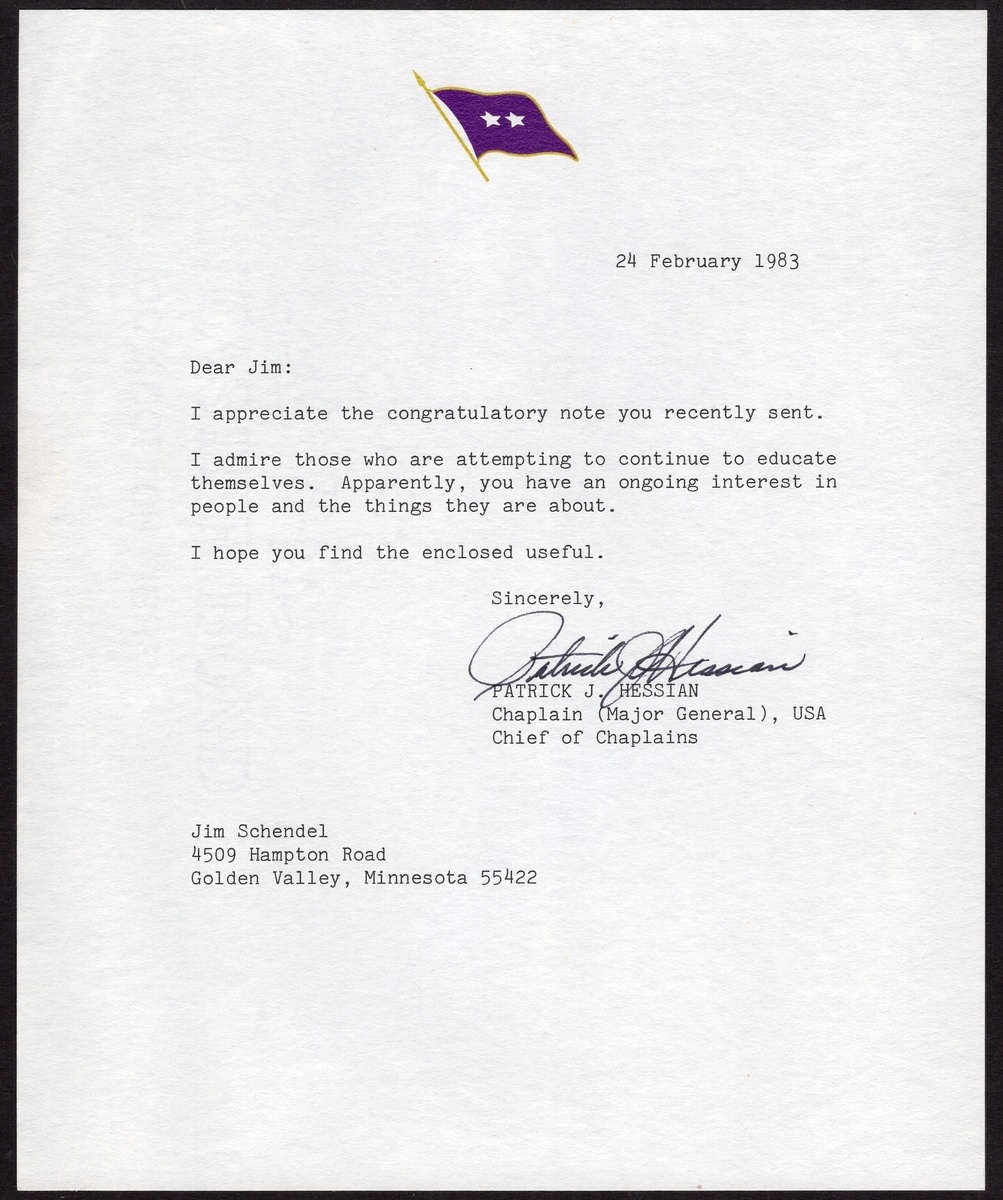 24 February 1983
Dear Jim:
I appreciate the congratulatory note you recently sent.
I admire those who are attempting to continue to educate
themselves.  Apparently, you have an ongoing interest in
people and the things they are about.
I hope you find the enclosed useful.
Sincerely,
Patrick J Hessian
PATRICK J. HESSIAN
Chaplain (Major General), USA
Chief of Chaplains
Jim Schendel
4509 Hampton Road
Golden Valley, Minnesota 55422